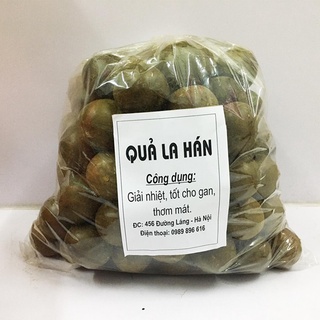 QUẢ LA HÁN
Công dụng:
Giải nhiệt, tốt cho gan,
thơm mát.
ĐC: 456 Đường Láng - Hà Nội
Điện thoại: 0989 896 616